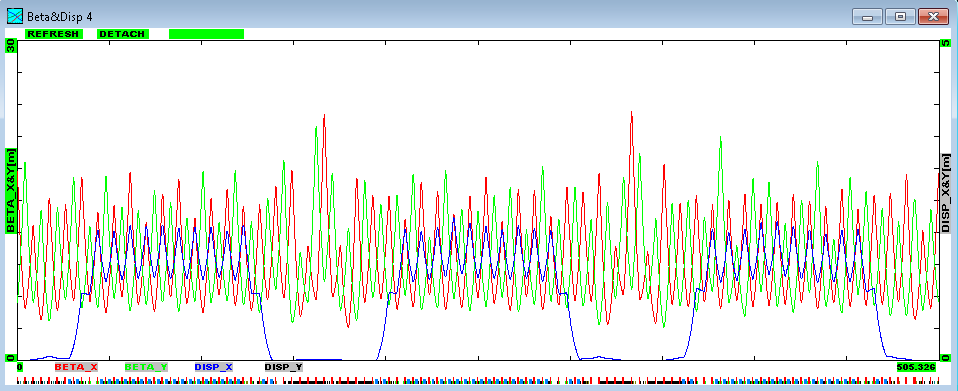 Beta&Disp 4
REFRESH DETACH
30 5
BETA_X&Y[m] DISP_X&Y[m]
0 0
0 BETA_X BETA_Y DISP_X DISP_Y 505.326